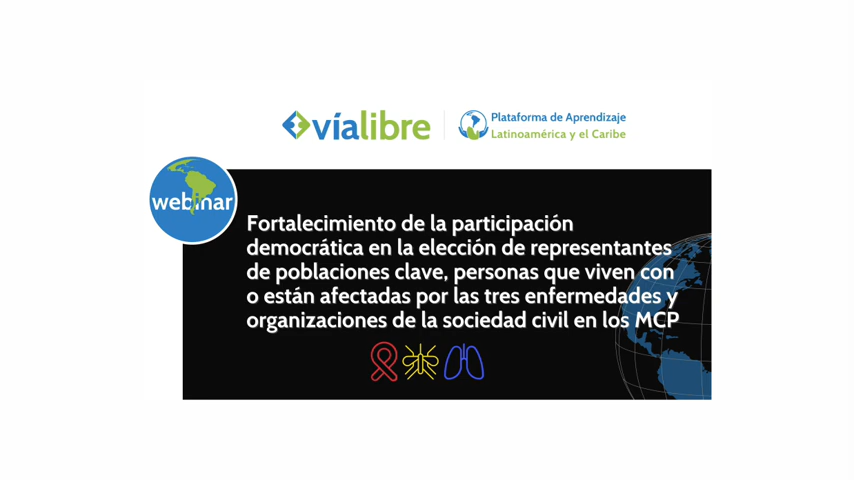 víalibre
Plataforma de Aprendizaje
Latinoamérica y el Caribe
webinar
Fortalecimiento de la participación
democrática en la elección de representantes
de poblaciones clave, personas que viven con
o están afectadas por las tres enfermedades y
organizaciones de la sociedad civil en los MCP